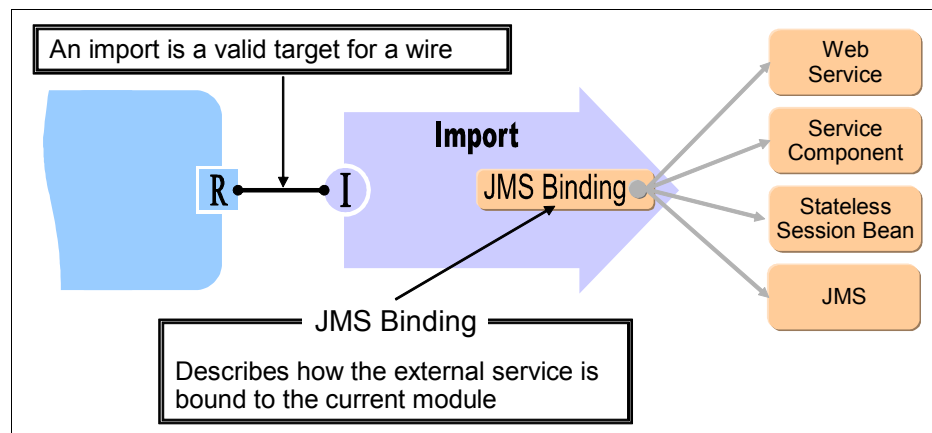 An import is a valid target for a wire
Web
Service
Import
Service
Component
R
I
JMS Binding
Stateless
Session Bean
JMS
JMS Binding
Describes how the external service is
bound to the current module